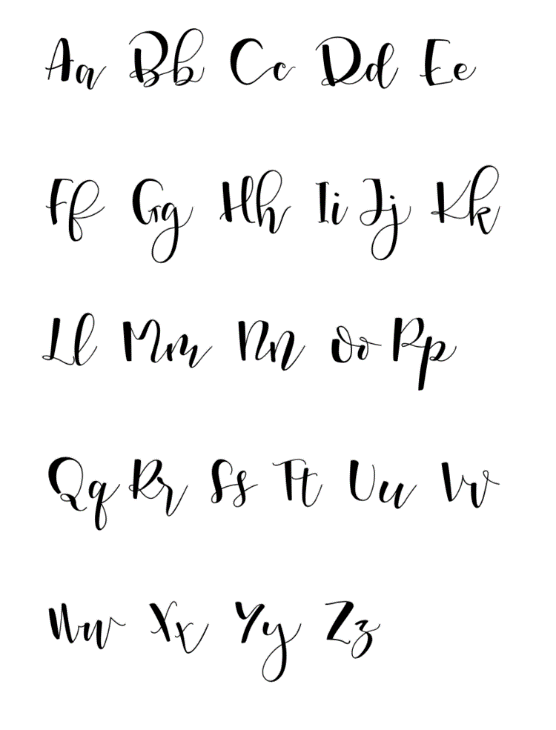 Aa Bb Cc Dd Ee
Ff Gg Hh Ii Jj Kk
Ll Mm Nn Oo Pp
Qq Rr Ss Tt Uu Vv
Ww Xx Yy Zz